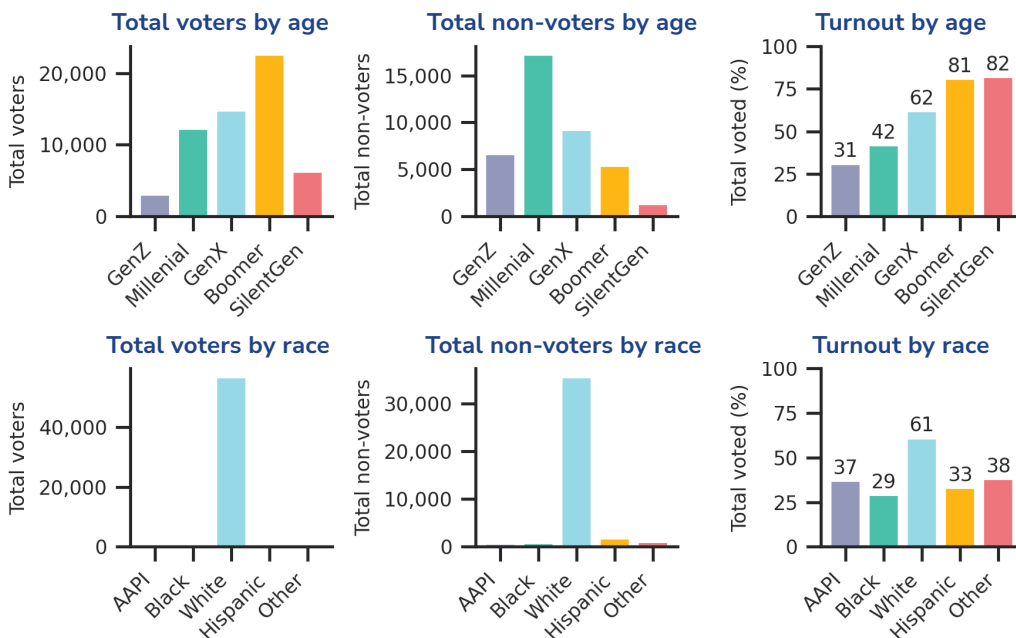 Total voters by age
Total voters
20,000
10,000
0
GenZ
Millenial
GenX
Boomer
SilentGen
Total non-voters by age
Total non-voters
15,000
10,000
5,000
0
GenZ
Millenial
GenX
Boomer
SilentGen
Turnout by age
Total voted (%)
100
75
50
25
0
31
42
62
81
82
GenZ
Millenial
GenX
Boomer
SilentGen
Total voters by race
Total voters
40,000
20,000
0
AAPI
Black
White
Hispanic
Other
Total non-voters by race
Total non-voters
30,000
20,000
10,000
0
AAPI
Black
White
Hispanic
Other
Turnout by race
Total voted (%)
100
75
50
25
0
37
29
61
33
38
AAPI
Black
White
Hispanic
Other